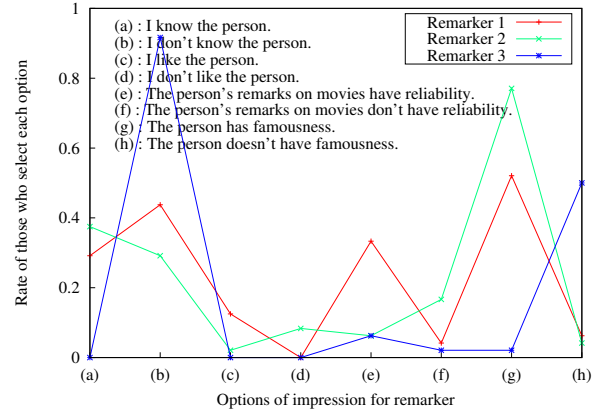 1
(a) : I know the person.
Remarker 1
(b) : I don't know the person.
Remarker 2
(c) : I like the person.
Remarker 3
0.8
(d) : I don't like the person.
(e) : The person's remarks on movies have reliability.
(f) : The person's remarks on movies don't have reliability.
(g) : The person has famousness.
(h) : The person doesn't have famousness.
0.6
0.4
0.2
0
Rate of those who select each option
(a) (b) (c) (d) (e) (f) (g) (h)
Options of impression for remarker